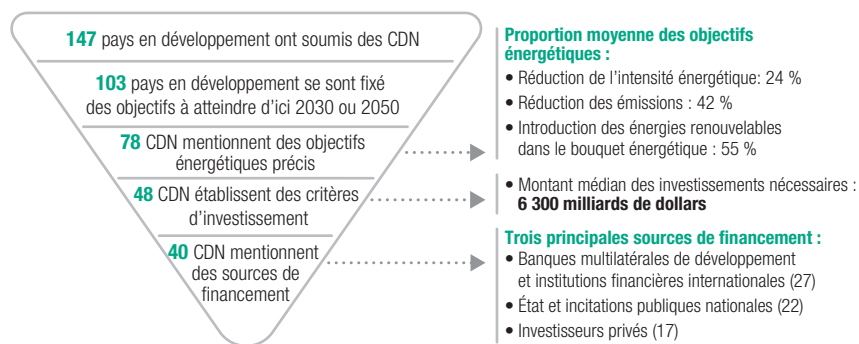 147 pays en développement ont soumis des CDN
103 pays en développement se sont fixé
des objectifs à atteindre d'ici 2030 ou 2050
78 CDN mentionnent des objectifs
énergétiques précis
48 CDN établissent des critères
d'investissement
40 CDN mentionnent
des sources de
financement
Proportion moyenne des objectifs
énergétiques :
• Réduction de l'intensité énergétique: 24 %
• Réduction des émissions : 42 %
• Introduction des énergies renouvelables
dans le bouquet énergétique : 55 %
• Montant médian des investissements nécessaires :
6 300 milliards de dollars
Trois principales sources de financement :
• Banques multilatérales de développement
et institutions financières internationales (27)
• État et incitations publiques nationales (22)
• Investisseurs privés (17)